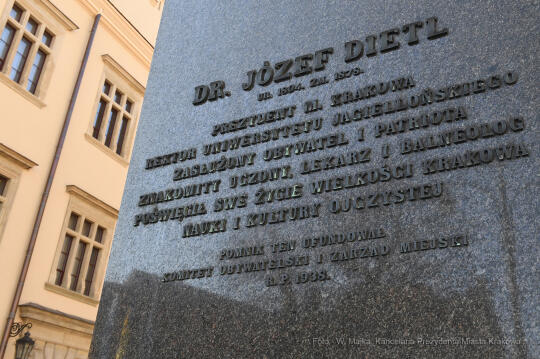 DR. JÓZEF DIETL
UR. 1804. ZM. 1878.
PREZYDENT M. KRAKOWA
REKTOR UNIWERSYTETU JAGIELLOŃSKIEGO
ZASŁUŻONY OBYWATEL I PATRIOTA
ZNAKOMITY UCZONY, LEKARZ I BALNEOLOG
POŚWIĘCIŁ SWE ŻYCIE WIELKOŚCI KRAKOWA
NAUKI I KULTURY OJCZYSTEJ
POMNIK TEN UFUNDOWAŁ
KOMITET OBYWATELSKI I ZARZĄD MIEJSKI
R.P. 1938.
Foto.: W. Majka, Kancelaria Prezydenta Miasta Krakowa